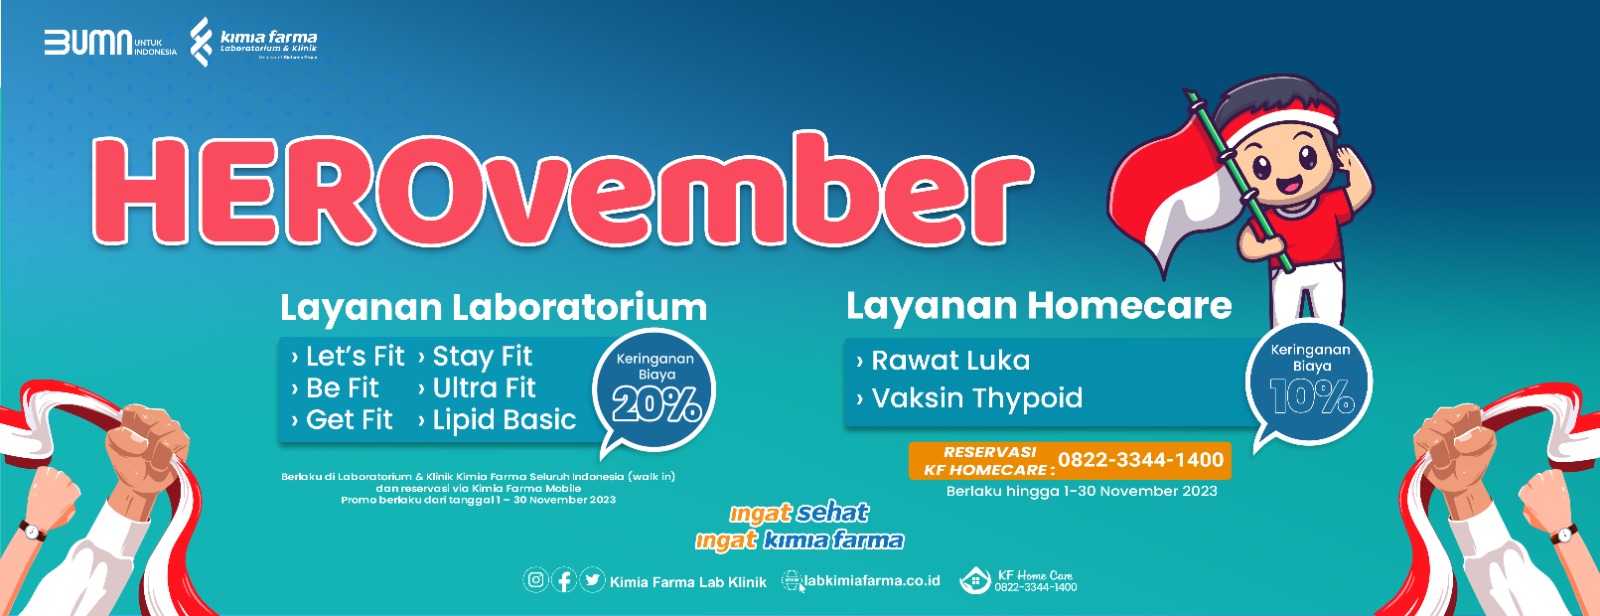 BUMN UNTUK INDONESIA
kimia farma
Laboratorium & Klinik
HEROvember
Layanan Laboratorium
› Let's Fit › Stay Fit
› Be Fit › Ultra Fit
› Get Fit › Lipid Basic
Keringanan
Biaya
20%
Berlaku di Laboratorium & Klinik Kimia Farma Seluruh Indonesia (walk in)
dan reservasi via Kimia Farma Mobile
Promo berlaku dari tanggal 1 – 30 November 2023
Layanan Homecare
› Rawat Luka
› Vaksin Thypoid
Keringanan
Biaya
10%
RESERVASI
KF HOMECARE : 0822-3344-1400
Berlaku hingga 1-30 November 2023
ingat sehat
ingat kimia farma
Kimia Farma Lab Klinik
labkimiafarma.co.id
KF Home Care
0822-3344-1400